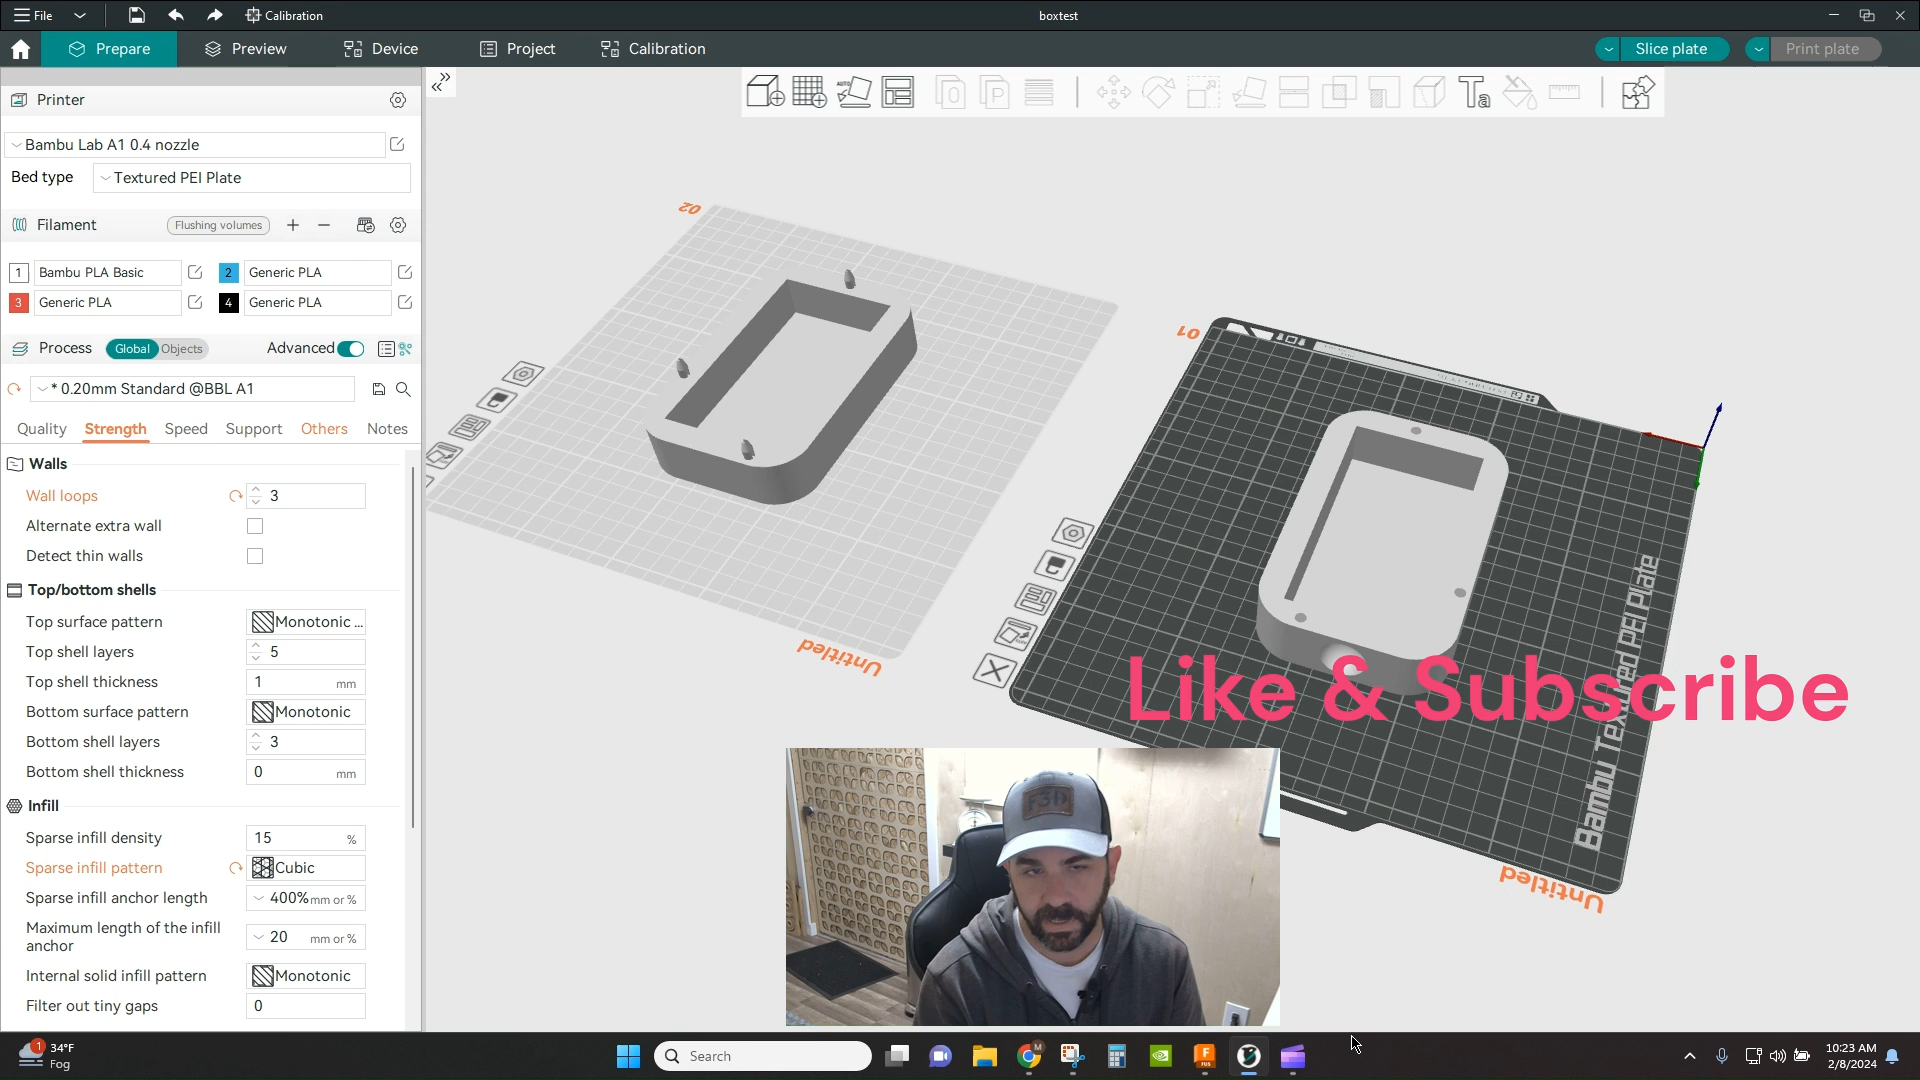 File
Calibration
boxtest
Prepare
Preview
Device
Project
Calibration
Slice plate
Print plate
Printer
Bambu Lab A1 0.4 nozzle
Bed type
Textured PEI Plate
Filament
Flushing volumes
1 Bambu PLA Basic
2 Generic PLA
3 Generic PLA
4 Generic PLA
Process
Global Objects
Advanced
* 0.20mm Standard @BBL A1
Quality
Strength
Speed
Support
Others
Notes
Walls
Wall loops 3
Alternate extra wall
Detect thin walls
Top/bottom shells
Top surface pattern Monotonic ...
Top shell layers 5
Top shell thickness 1 mm
Bottom surface pattern Monotonic
Bottom shell layers 3
Bottom shell thickness 0 mm
Infill
Sparse infill density 15 %
Sparse infill pattern Cubic
Sparse infill anchor length 400% mm or %
Maximum length of the infill
anchor 20 mm or %
Internal solid infill pattern Monotonic
Filter out tiny gaps 0
AUTO
0
P
Ta
02
Untitled
01
Bambu Textured PEI Plate
Untitled
Like & Subscribe
F3D
1
34°F
Fog
Search
M
F
FUS
10:23 AM
2/8/2024